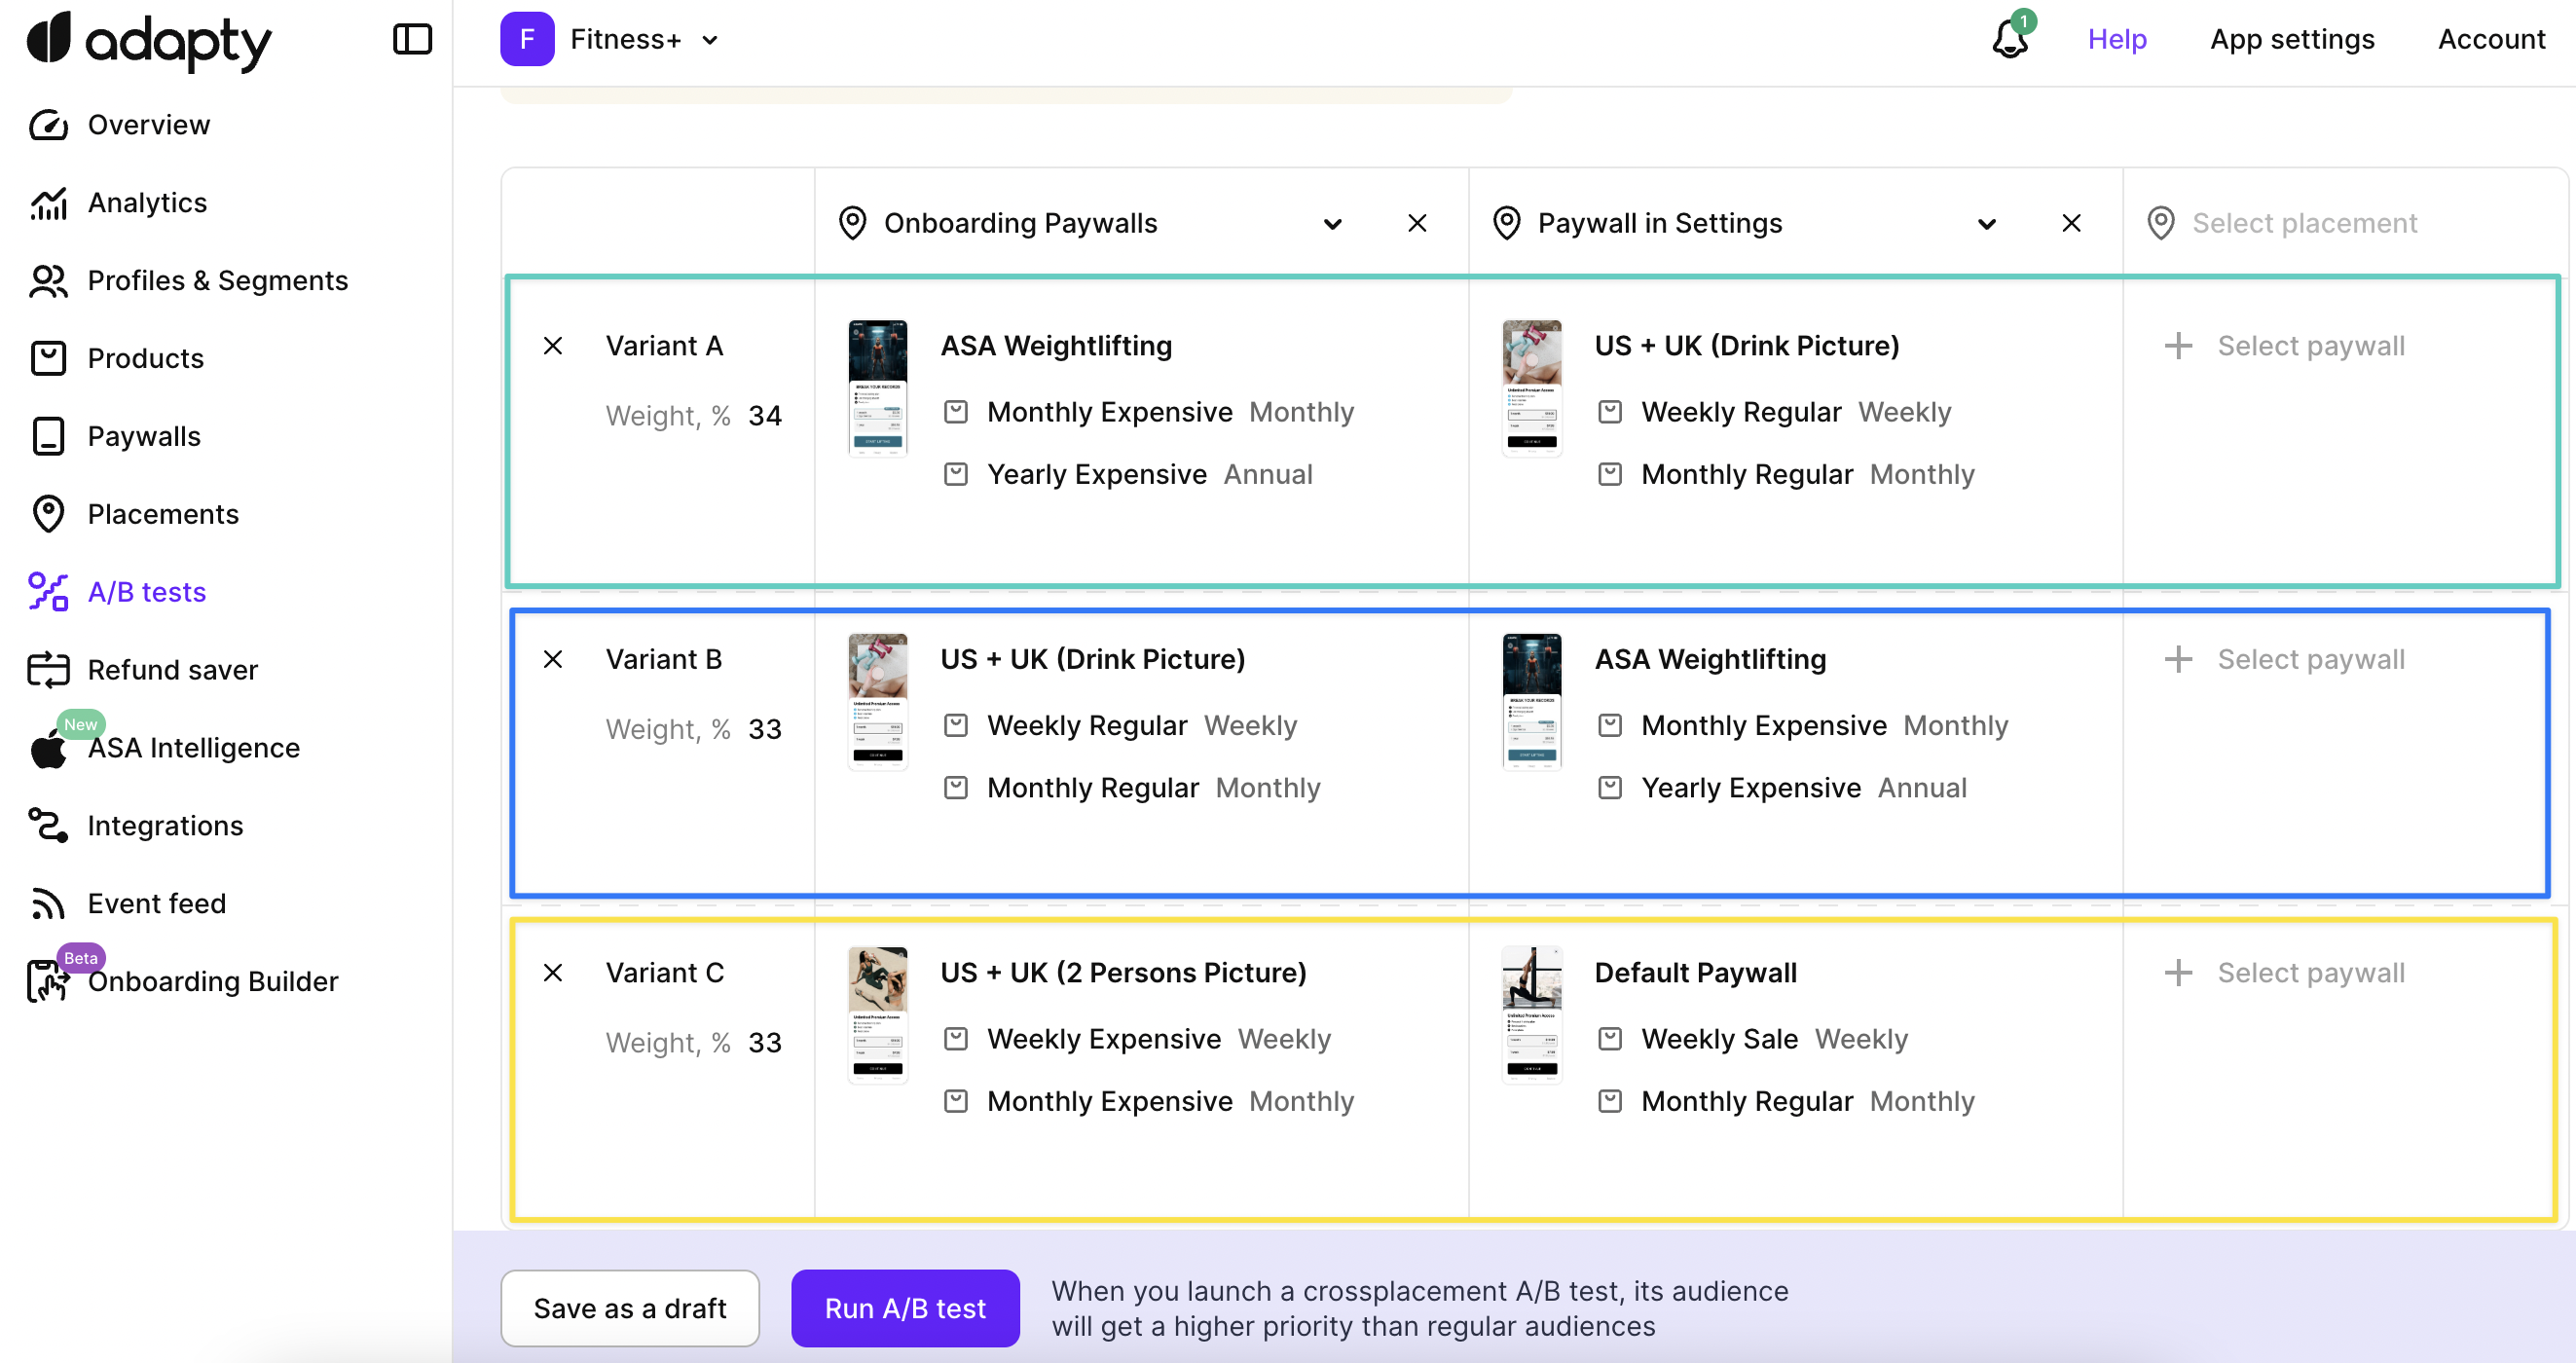 adapty
F Fitness+
1
Help
App settings
Account
Overview
Analytics
Profiles & Segments
Products
Paywalls
Placements
A/B tests
Refund saver
New
ASA Intelligence
Integrations
Event feed
Beta
Onboarding Builder
Onboarding Paywalls
Paywall in Settings
Select placement
Variant A
Weight, % 34
ASA Weightlifting
Monthly Expensive Monthly
Yearly Expensive Annual
US + UK (Drink Picture)
Weekly Regular Weekly
Monthly Regular Monthly
Select paywall
Variant B
Weight, % 33
US + UK (Drink Picture)
Weekly Regular Weekly
Monthly Regular Monthly
ASA Weightlifting
Monthly Expensive Monthly
Yearly Expensive Annual
Select paywall
Variant C
Weight, % 33
US + UK (2 Persons Picture)
Weekly Expensive Weekly
Monthly Expensive Monthly
Default Paywall
Weekly Sale Weekly
Monthly Regular Monthly
Select paywall
Save as a draft
Run A/B test
When you launch a crossplacement A/B test, its audience
will get a higher priority than regular audiences